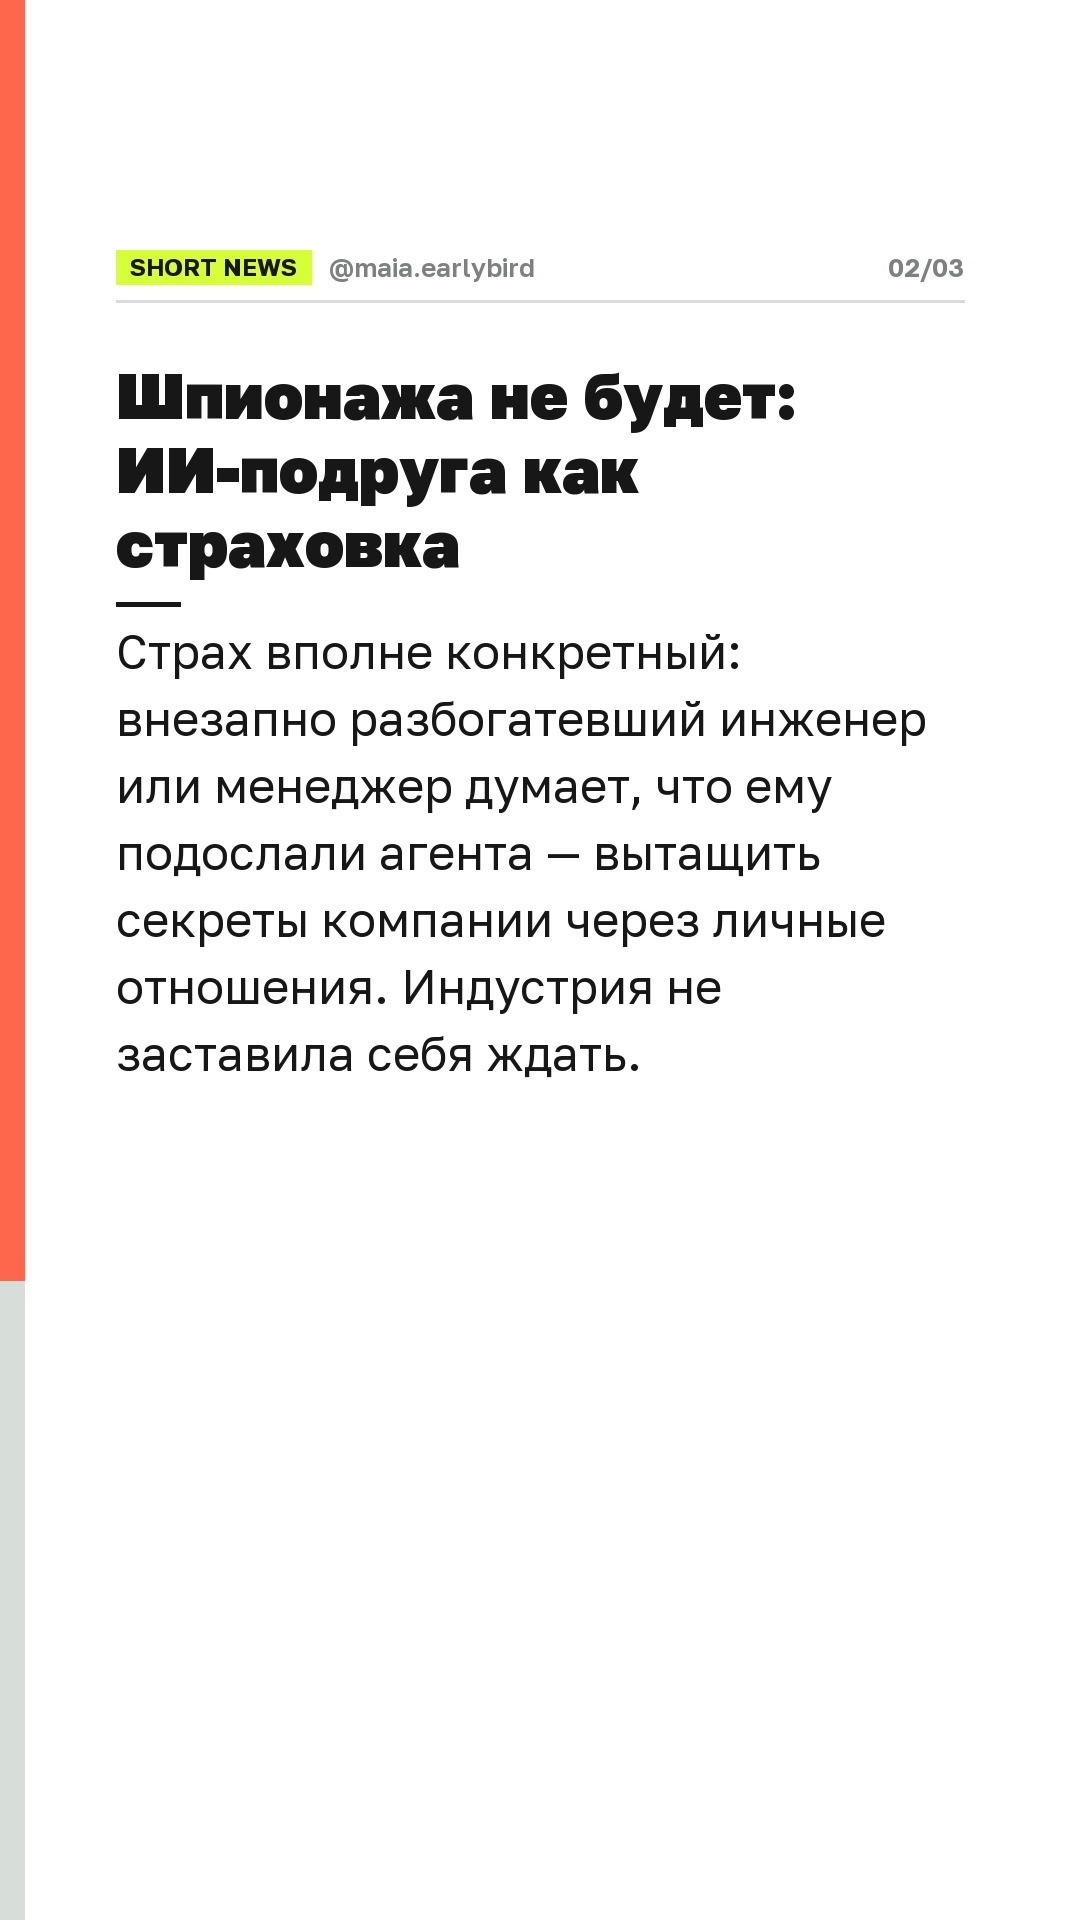 SHORT NEWS @maia.earlybird 02/03
Шпионажа не будет:
ИИ-подруга как
страховка
Страх вполне конкретный:
внезапно разбогатевший инженер
или менеджер думает, что ему
подослали агента — вытащить
секреты компании через личные
отношения. Индустрия не
заставила себя ждать.